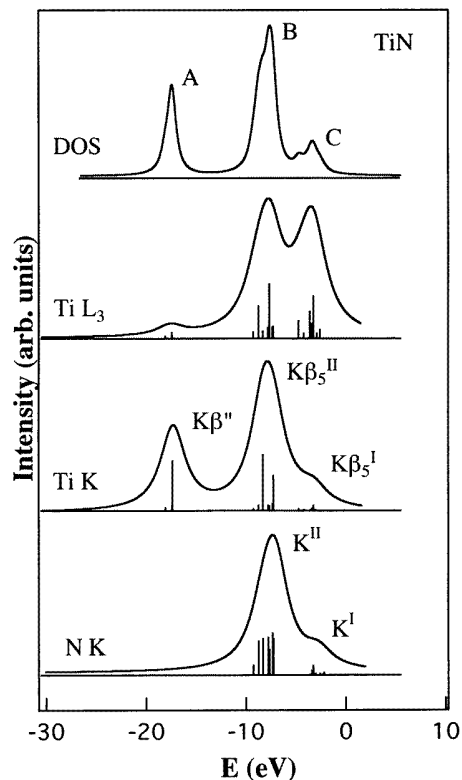 TiN
B
A
C
DOS
Ti L₃
Kβ₅ᴵᴵ
Kβ"
Kβ₅ᴵ
Ti K
Kᴵᴵ
Kᴵ
N K
Intensity (arb. units)
-30 -20 -10 0 10
E (eV)